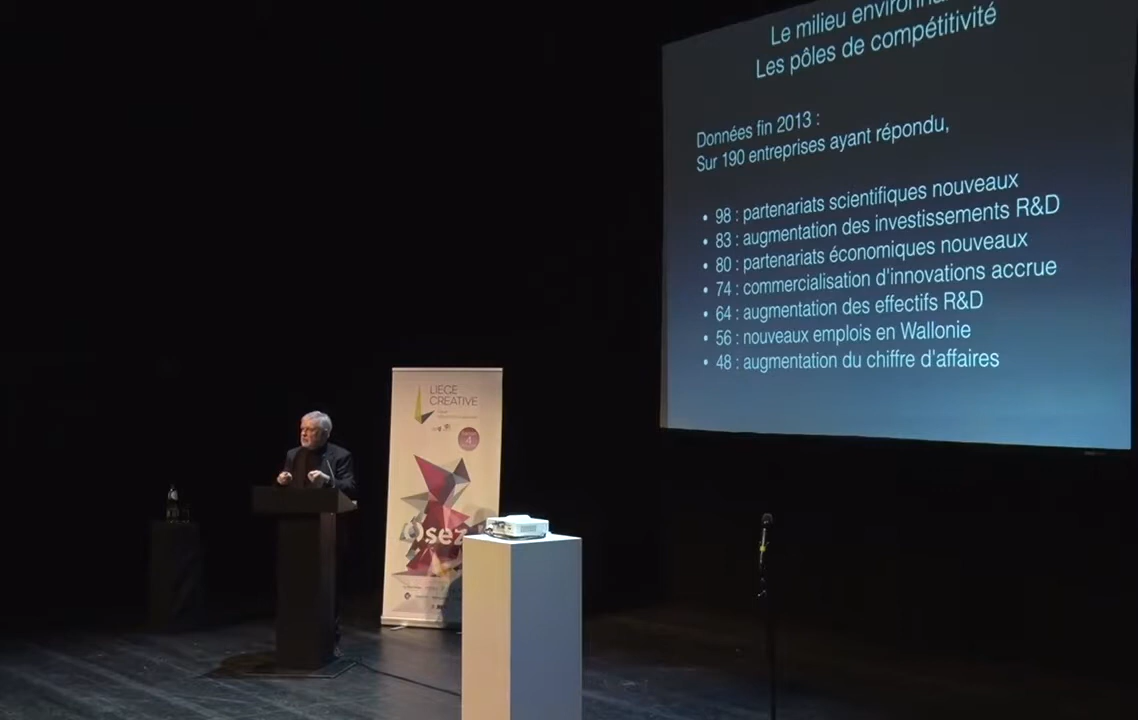 Le milieu
Les pôles de compétitivité
Données fin 2013 :
Sur 190 entreprises ayant répondu,
• 98 : partenariats scientifiques nouveaux
• 83 : augmentation des investissements R&D
• 80 : partenariats économiques nouveaux
• 74 : commercialisation d'innovations accrue
• 64 : augmentation des effectifs R&D
• 56 : nouveaux emplois en Wallonie
• 48 : augmentation du chiffre d'affaires
LIEGE
CREATIVE
Osez